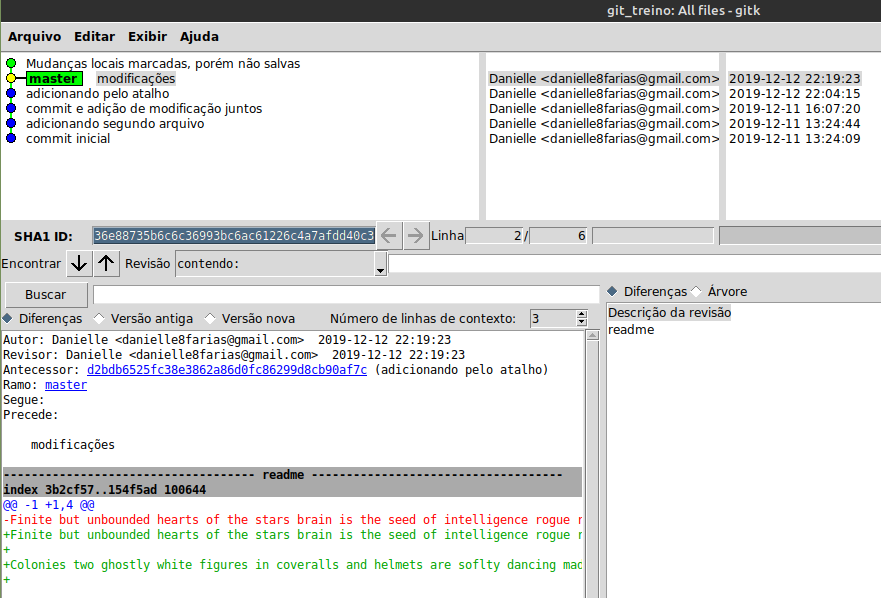 git_treino: All files - gitk
Arquivo Editar Exibir Ajuda
Mudanças locais marcadas, porém não salvas
master modificações Danielle <danielle8farias@gmail.com> 2019-12-12 22:19:23
adicionando pelo atalho Danielle <danielle8farias@gmail.com> 2019-12-12 22:04:15
commit e adição de modificação juntos Danielle <danielle8farias@gmail.com> 2019-12-11 16:07:20
adicionando segundo arquivo Danielle <danielle8farias@gmail.com> 2019-12-11 13:24:44
commit inicial Danielle <danielle8farias@gmail.com> 2019-12-11 13:24:09
SHA1 ID: 36e88735b6c6c36993bc6ac61226c4a7afdd40c3 Linha 2 / 6
Encontrar Revisão contendo:
Buscar
Diferenças Versão antiga Versão nova Número de linhas de contexto: 3
Autor: Danielle <danielle8farias@gmail.com> 2019-12-12 22:19:23
Revisor: Danielle <danielle8farias@gmail.com> 2019-12-12 22:19:23
Antecessor: d2bdb6525fc38e3862a86d0fc86299d8cb90af7c (adicionando pelo atalho)
Ramo: master
Segue:
Precede:
modificações
------------------------------------ readme ------------------------------------
index 3b2cf57..154f5ad 100644
@@ -1 +1,4 @@
-Finite but unbounded hearts of the stars brain is the seed of intelligence rogue
+Finite but unbounded hearts of the stars brain is the seed of intelligence rogue
+
+Colonies two ghostly white figures in coveralls and helmets are soflty dancing
+
Diferenças Árvore
Descrição da revisão
readme